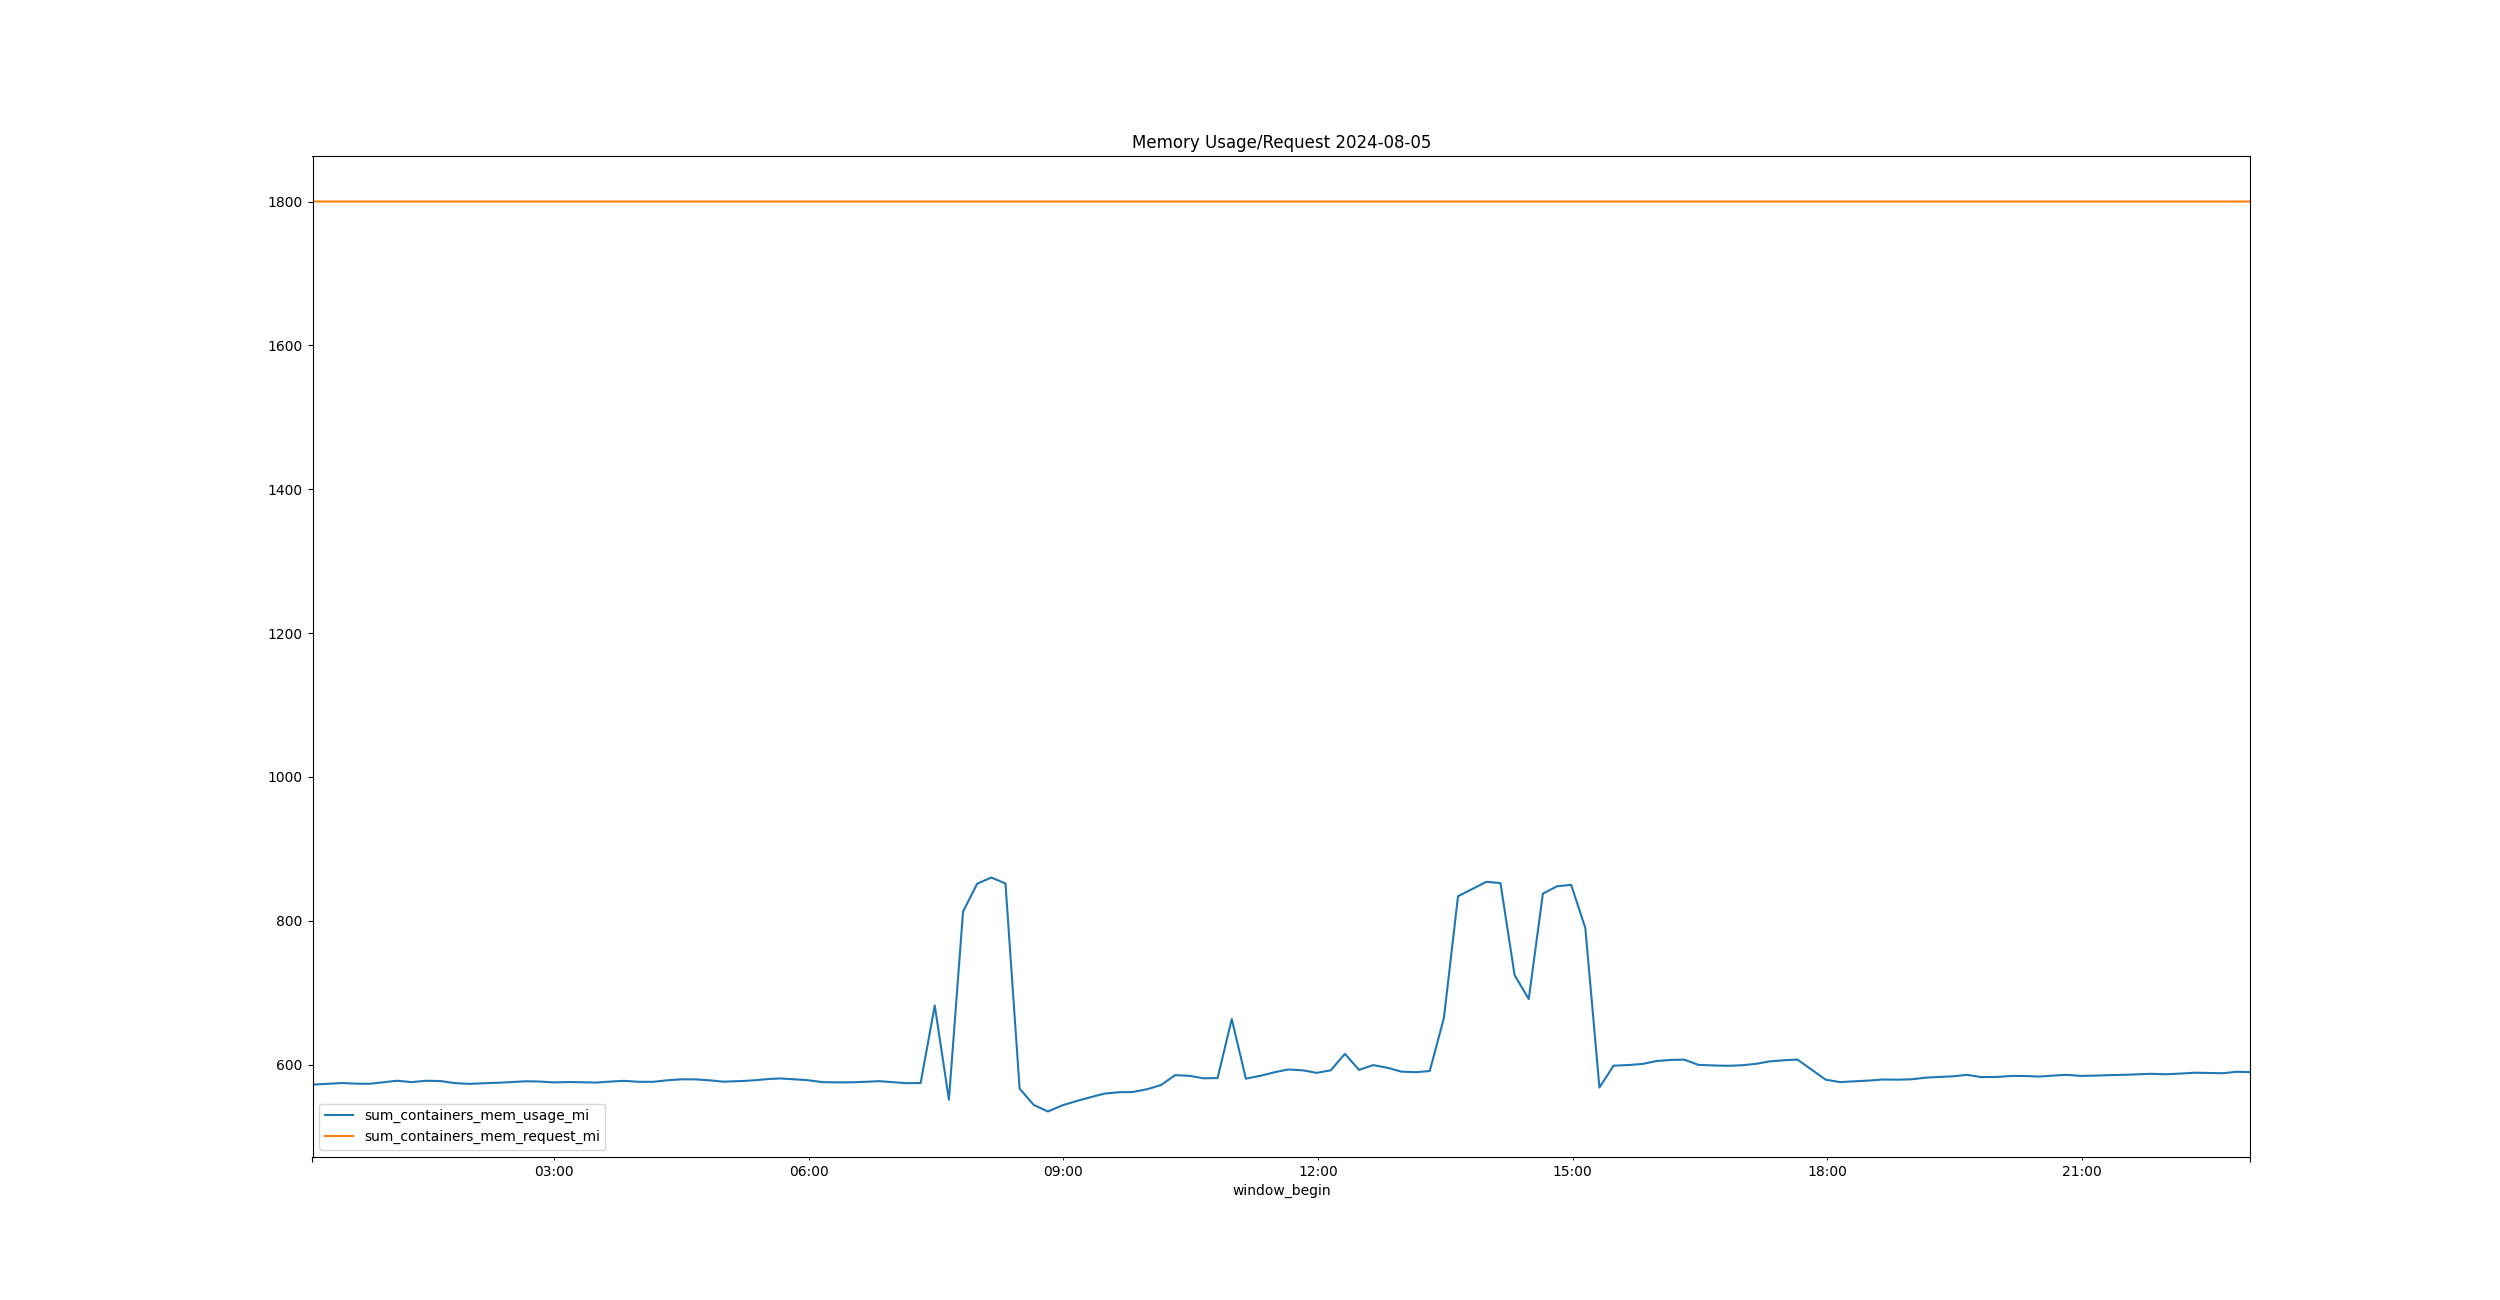 Memory Usage/Request 2024-08-05
1800
1600
1400
1200
1000
800
600
sum_containers_mem_usage_mi
sum_containers_mem_request_mi
03:00 06:00 09:00 12:00 15:00 18:00 21:00
window_begin